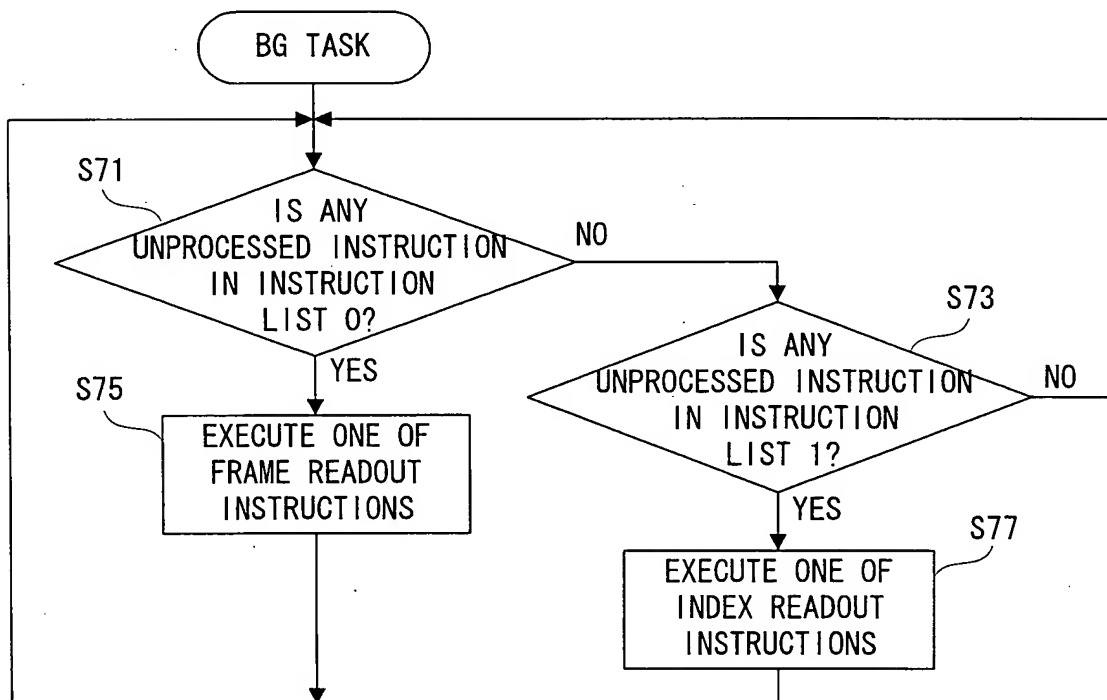 BG TASK
S71
IS ANY
UNPROCESSED INSTRUCTION
IN INSTRUCTION
LIST 0?
NO
YES
S73
IS ANY
UNPROCESSED INSTRUCTION
IN INSTRUCTION
LIST 1?
NO
YES
S75
EXECUTE ONE OF
FRAME READOUT
INSTRUCTIONS
S77
EXECUTE ONE OF
INDEX READOUT
INSTRUCTIONS